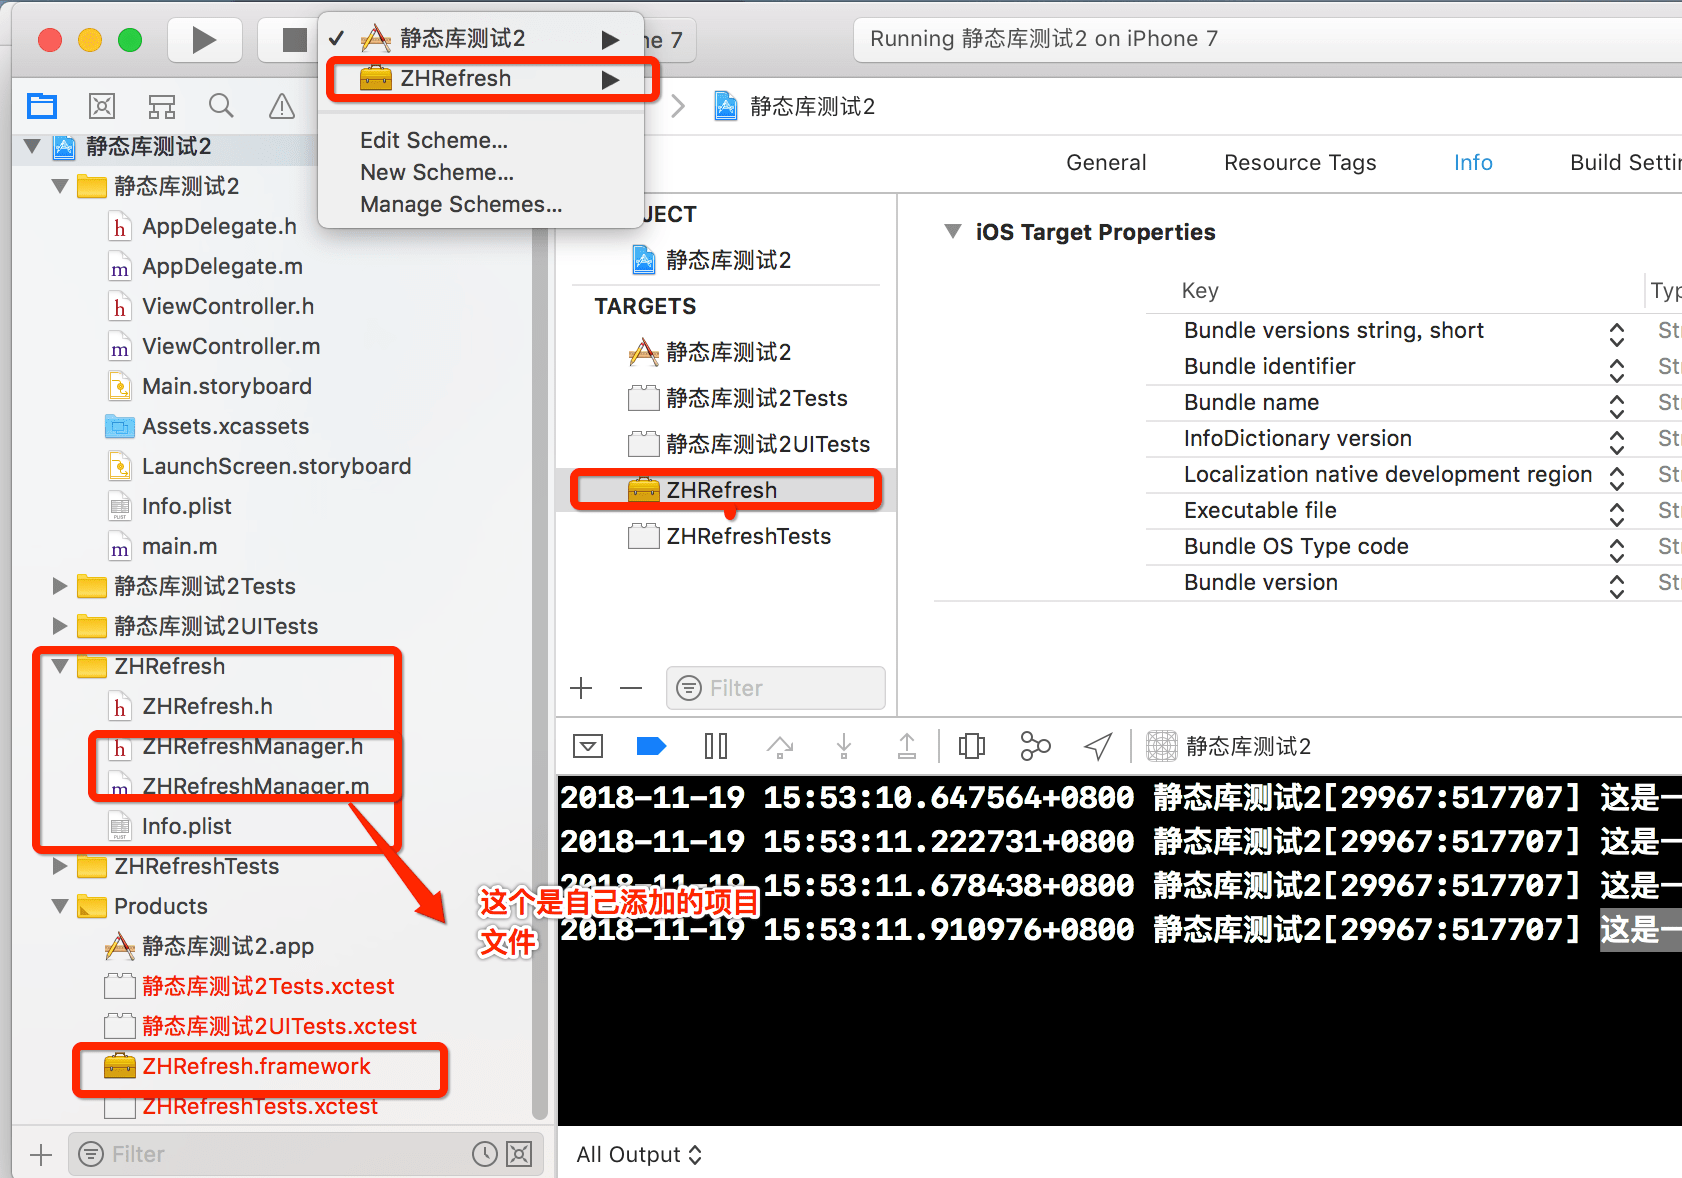 静态库测试2
ne 7
Running 静态库测试2 on iPhone 7
ZHRefresh
静态库测试2
Edit Scheme...
New Scheme...
Manage Schemes...
General
Resource Tags
Info
Build Settin
静态库测试2
静态库测试2
AppDelegate.h
AppDelegate.m
ViewController.h
ViewController.m
Main.storyboard
Assets.xcassets
LaunchScreen.storyboard
Info.plist
main.m
静态库测试2Tests
静态库测试2UITests
ZHRefresh
ZHRefresh.h
ZHRefreshManager.h
ZHRefreshManager.m
Info.plist
ZHRefreshTests
Products
静态库测试2.app
静态库测试2Tests.xctest
静态库测试2UITests.xctest
ZHRefresh.framework
ZHRefreshTests.xctest
Filter
JECT
静态库测试2
TARGETS
静态库测试2
静态库测试2Tests
静态库测试2UITests
ZHRefresh
ZHRefreshTests
Filter
iOS Target Properties
Key
Typ
Bundle versions string, short
Str
Bundle identifier
Str
Bundle name
Str
InfoDictionary version
Str
Localization native development region
Str
Executable file
Str
Bundle OS Type code
Str
Bundle version
Str
静态库测试2
2018-11-19 15:53:10.647564+0800 静态库测试2[29967:517707] 这是一
2018-11-19 15:53:11.222731+0800 静态库测试2[29967:517707] 这是一
2018-11-19 15:53:11.678438+0800 静态库测试2[29967:517707] 这是一
2018-11-19 15:53:11.910976+0800 静态库测试2[29967:517707] 这是一
这个是自己添加的项目
文件
All Output